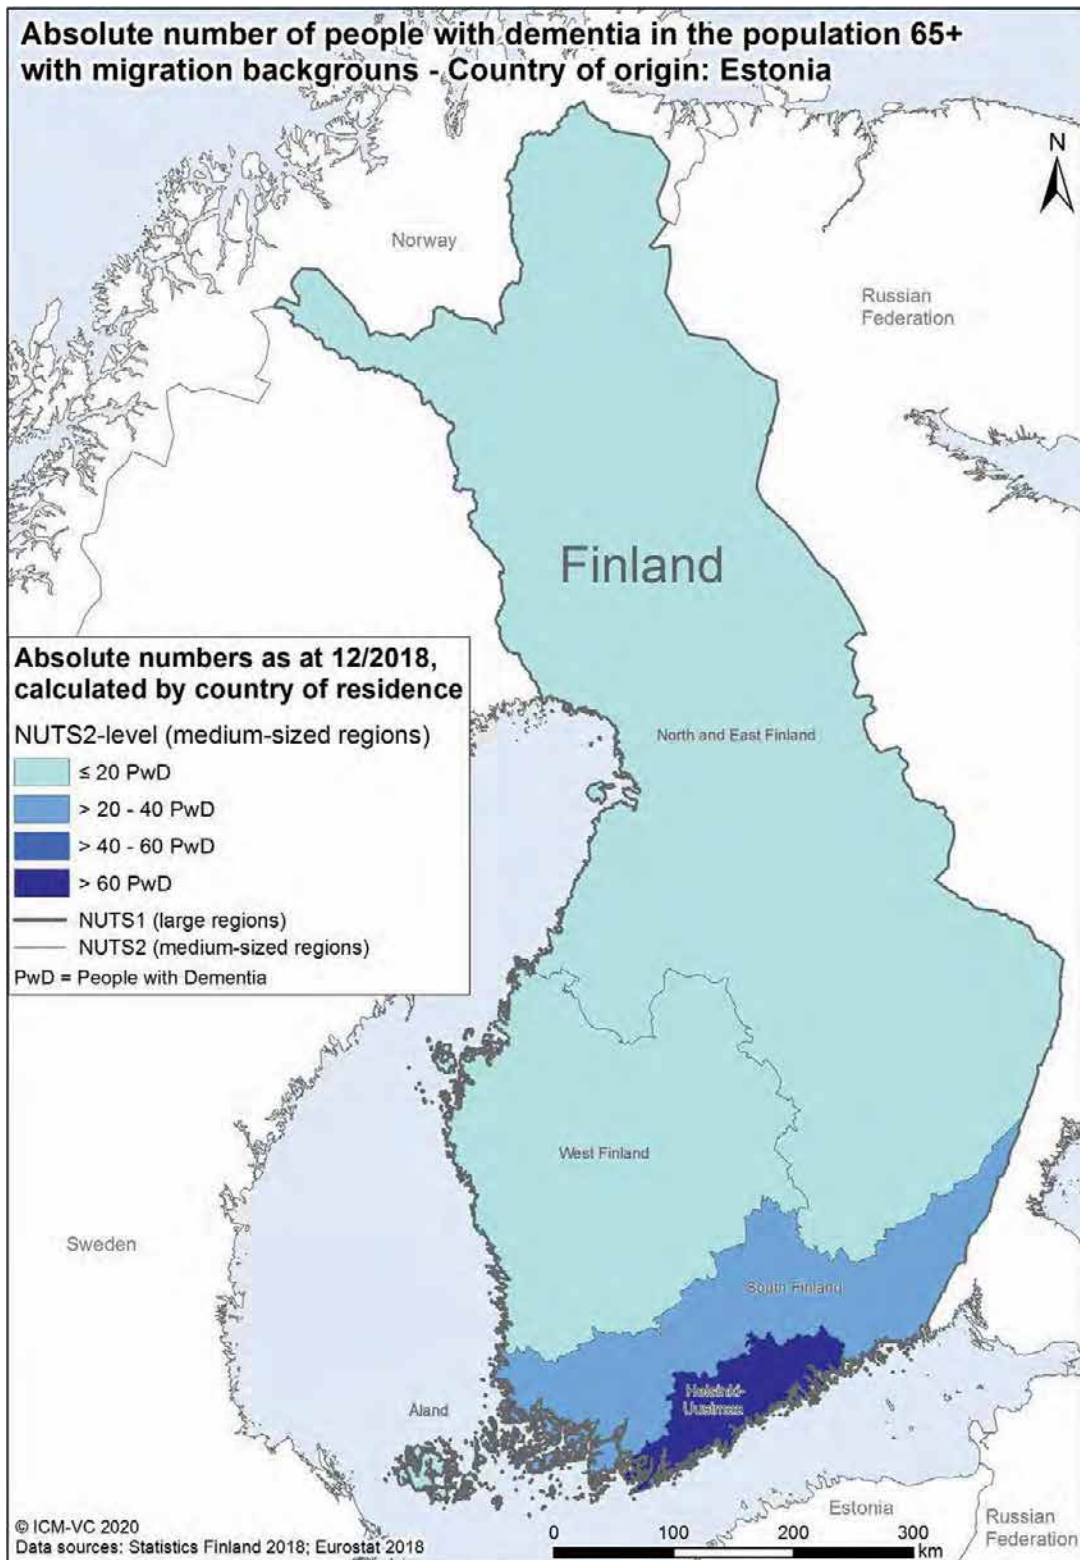 Absolute number of people with dementia in the population 65+
with migration backgrouns - Country of origin: Estonia
N
Norway
Russian
Federation
Finland
Absolute numbers as at 12/2018,
calculated by country of residence
NUTS2-level (medium-sized regions)
≤ 20 PwD
> 20 - 40 PwD
> 40 - 60 PwD
> 60 PwD
NUTS1 (large regions)
NUTS2 (medium-sized regions)
PwD = People with Dementia
North and East Finland
West Finland
Sweden
South Finland
Helsinki-
Uusimaa
Åland
Estonia
Russian
Federation
© ICM-VC 2020
Data sources: Statistics Finland 2018; Eurostat 2018
0 100 200 300
km